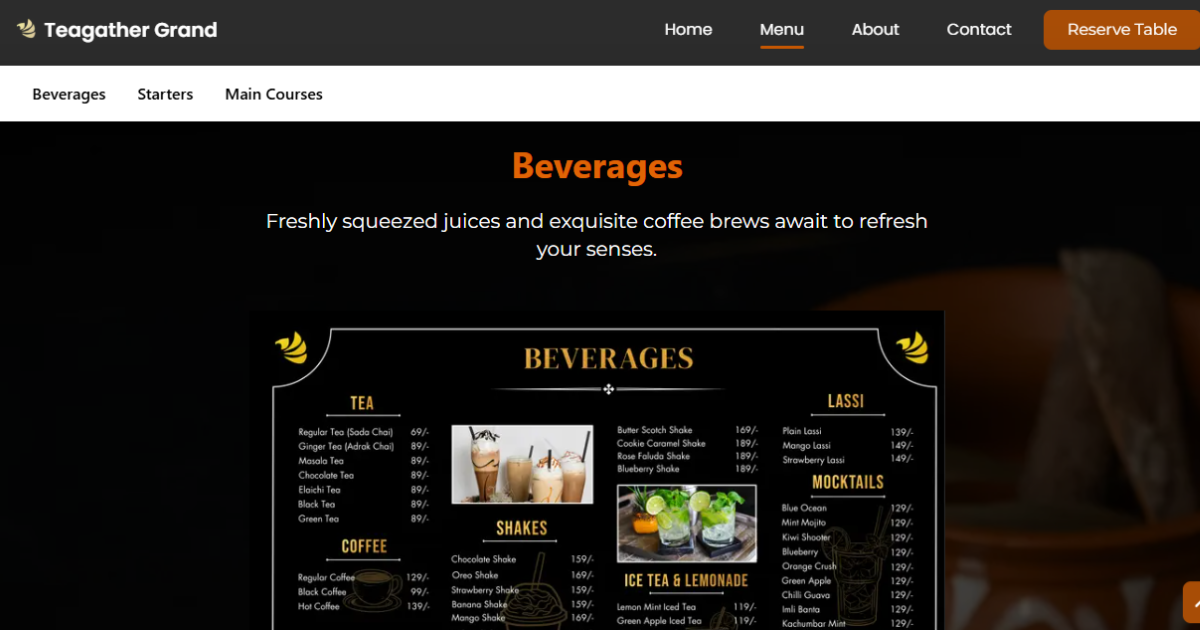 Teagather Grand
Home
Menu
About
Contact
Reserve Table
Beverages
Starters
Main Courses
Beverages
Freshly squeezed juices and exquisite coffee brews await to refresh
your senses.
BEVERAGES
TEA
Regular Tea (Sada Chai) 69/-
Ginger Tea (Adrak Chai) 89/-
Masala Tea 89/-
Chocolate Tea 89/-
Elaichi Tea 89/-
Black Tea 89/-
Green Tea 89/-
COFFEE
Regular Coffee 129/-
Black Coffee 99/-
Hot Coffee 139/-
SHAKES
Chocolate Shake 159/-
Oreo Shake 169/-
Strawberry Shake 159/-
Banana Shake 159/-
Mango Shake 169/-
Butter Scotch Shake 169/-
Cookie Caramel Shake 189/-
Rose Faluda Shake 189/-
Blueberry Shake 189/-
ICE TEA & LEMONADE
Lemon Mint Iced Tea 119/-
Green Apple Iced Tea 119/-
LASSI
Plain Lassi 139/-
Mango Lassi 149/-
Strawberry Lassi 149/-
MOCKTAILS
Blue Ocean 129/-
Mint Mojito 129/-
Kiwi Shooter 129/-
Blueberry 129/-
Orange Crush 129/-
Green Apple 129/-
Chilli Guava 129/-
Imli Banta 129/-
Kachumbar Mint 129/-